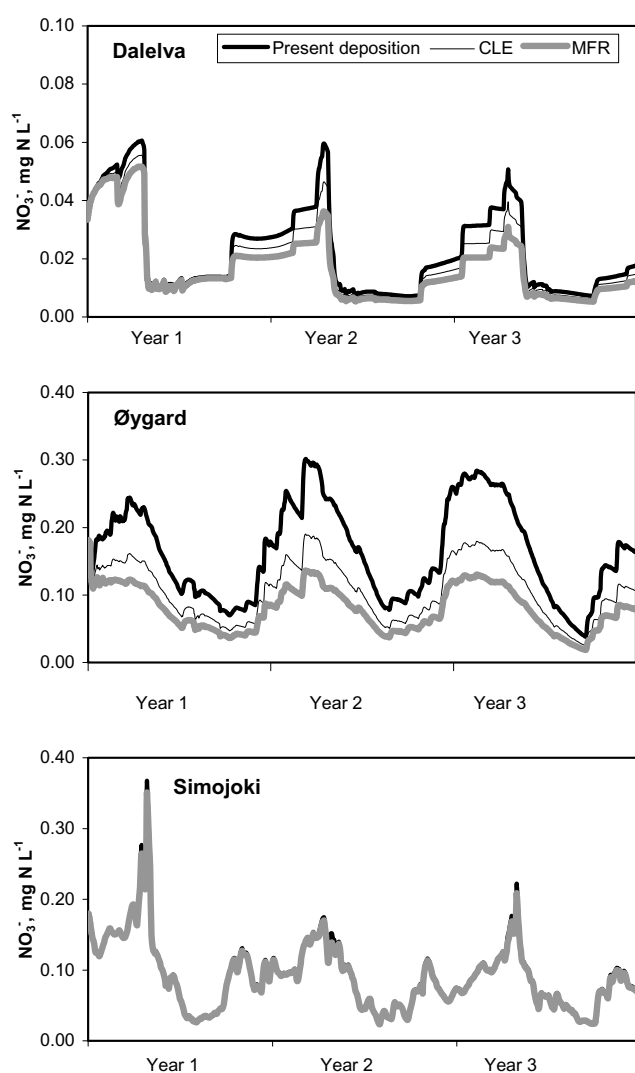 0.10
Dalelva
Present deposition CLE MFR
0.08
0.06
0.04
0.02
0.00
NO₃⁻, mg N L⁻¹
Year 1 Year 2 Year 3
0.40
Øygard
0.30
0.20
0.10
0.00
NO₃⁻, mg N L⁻¹
Year 1 Year 2 Year 3
0.40
Simojoki
0.30
0.20
0.10
0.00
NO₃⁻, mg N L⁻¹
Year 1 Year 2 Year 3